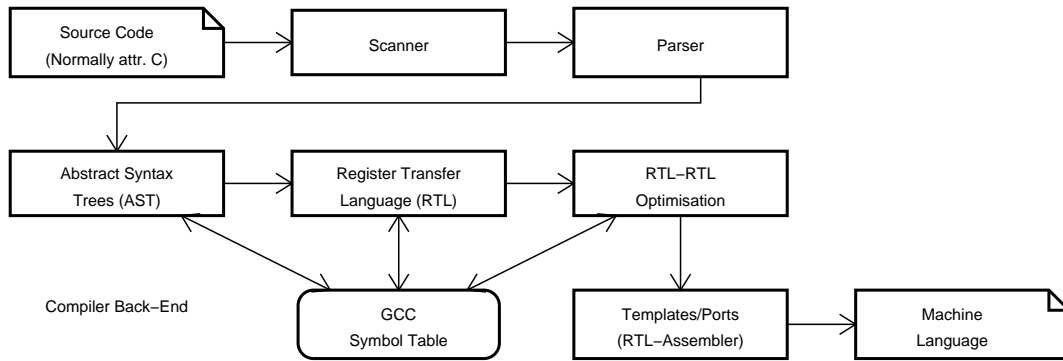 Source Code
(Normally attr. C)
Scanner
Parser
Abstract Syntax
Trees (AST)
Register Transfer
Language (RTL)
RTL−RTL
Optimisation
Compiler Back−End
GCC
Symbol Table
Templates/Ports
(RTL−Assembler)
Machine
Language